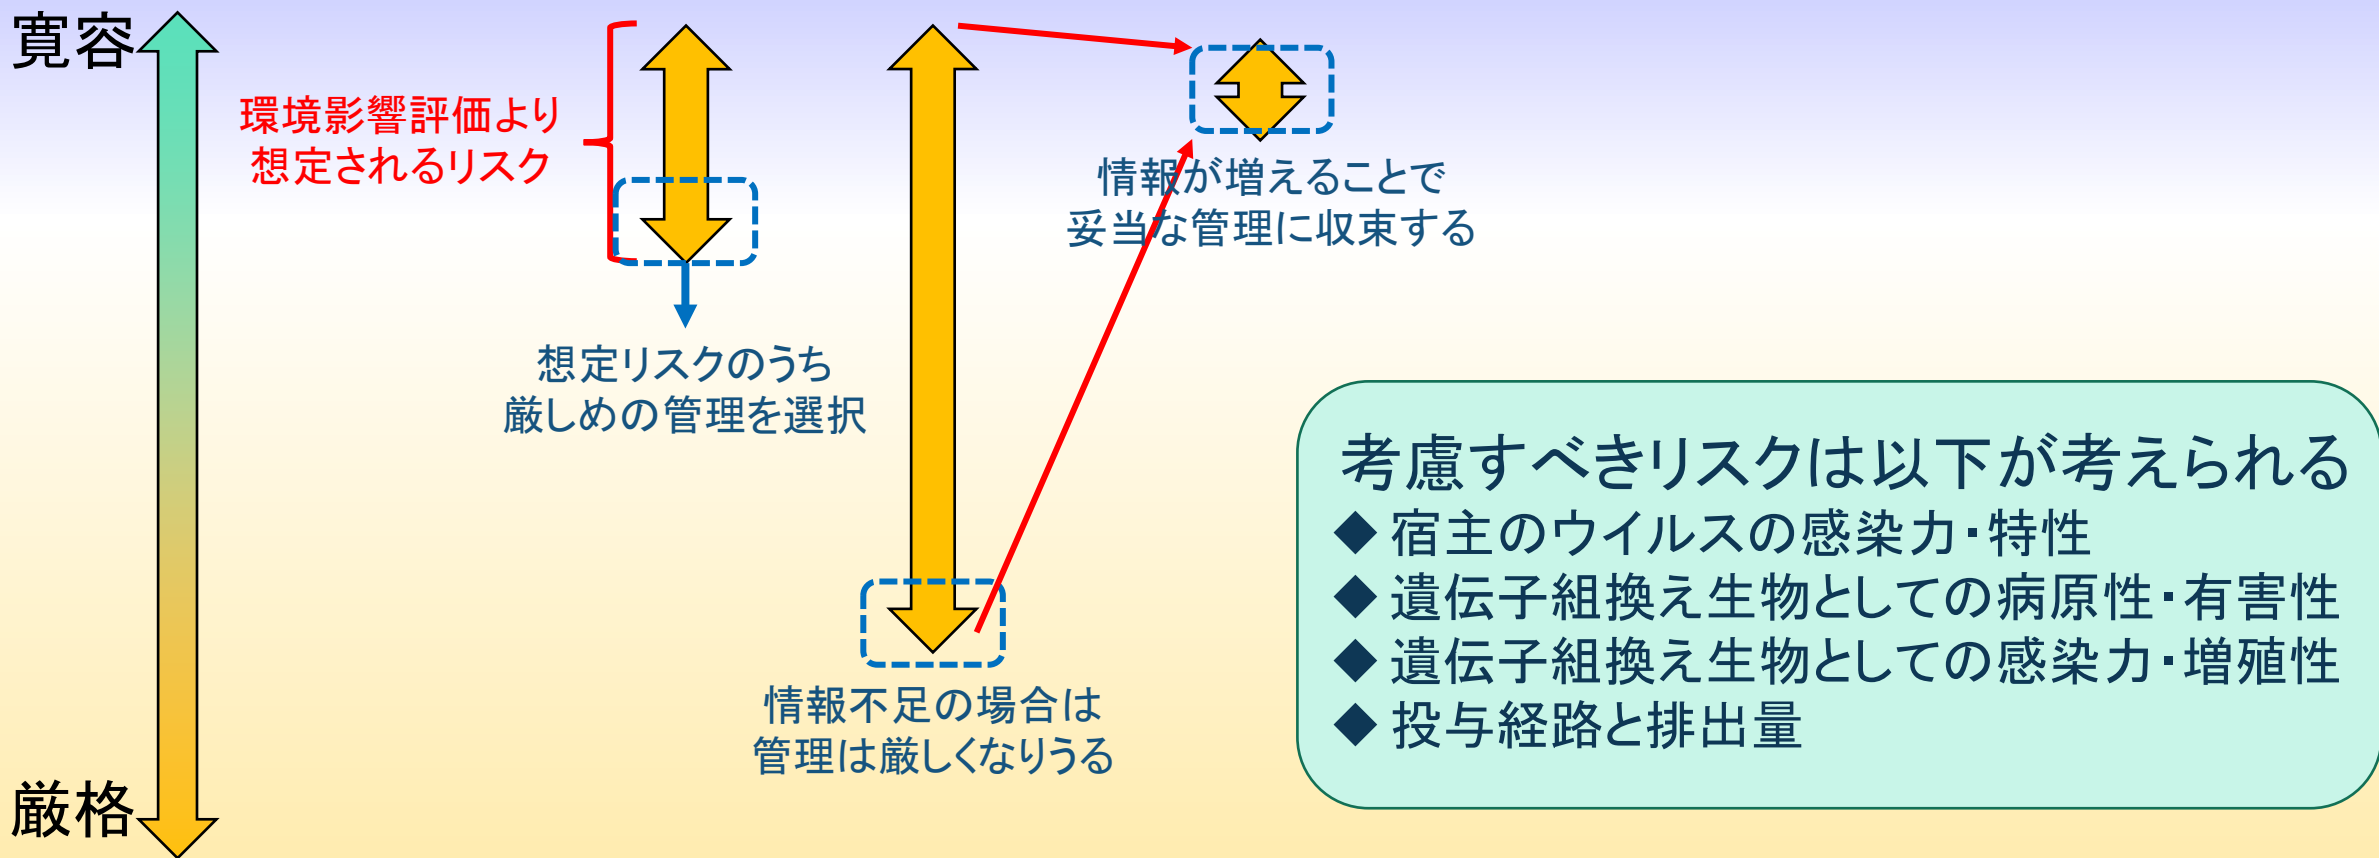 寛容
環境影響評価より
想定されるリスク
情報が増えることで
妥当な管理に収束する
想定リスクのうち
厳しめの管理を選択
情報不足の場合は
管理は厳しくなりうる
厳格
考慮すべきリスクは以下が考えられる
◆ 宿主のウイルスの感染力・特性
◆ 遺伝子組換え生物としての病原性・有害性
◆ 遺伝子組換え生物としての感染力・増殖性
◆ 投与経路と排出量